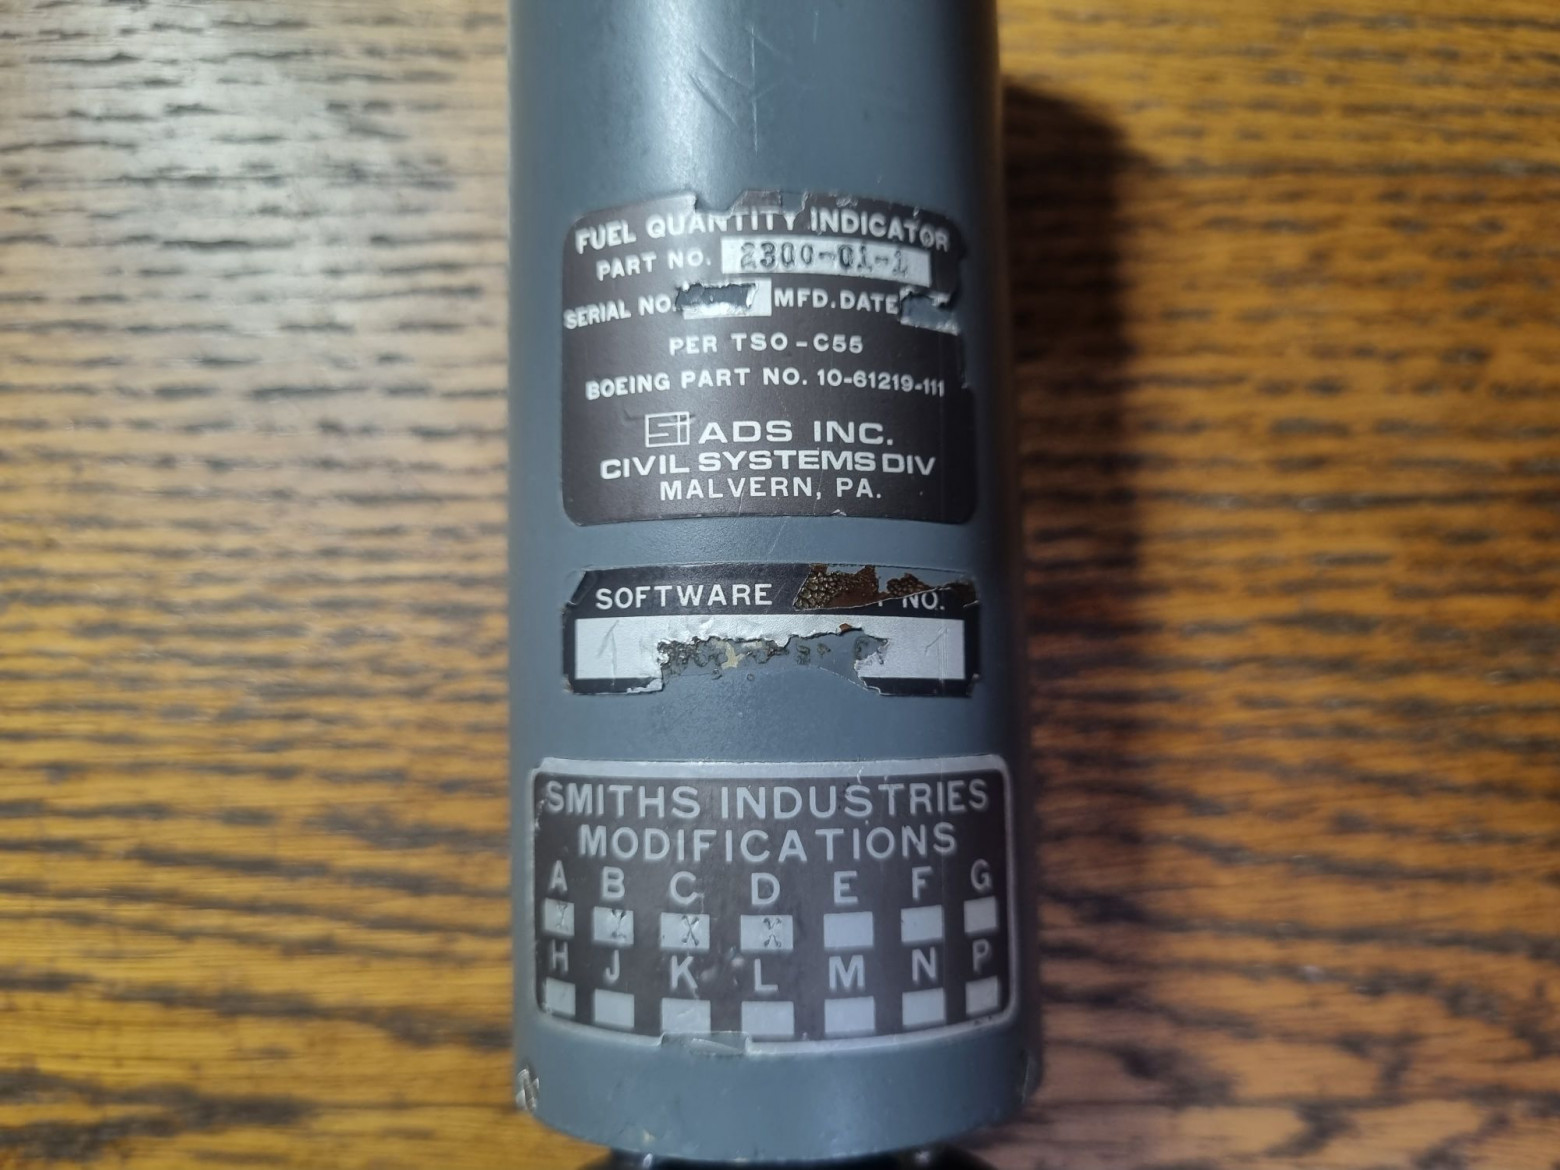 FUEL QUANTITY INDICATOR
PART NO. 2300-01-1
SERIAL NO. MFD. DATE
PER TSO-C55
BOEING PART NO. 10-61219-111
Si ADS INC.
CIVIL SYSTEMS DIV
MALVERN, PA.
SOFTWARE NO.
SMITHS INDUSTRIES
MODIFICATIONS
A B C D E F G
X X X X
H J K L M N P